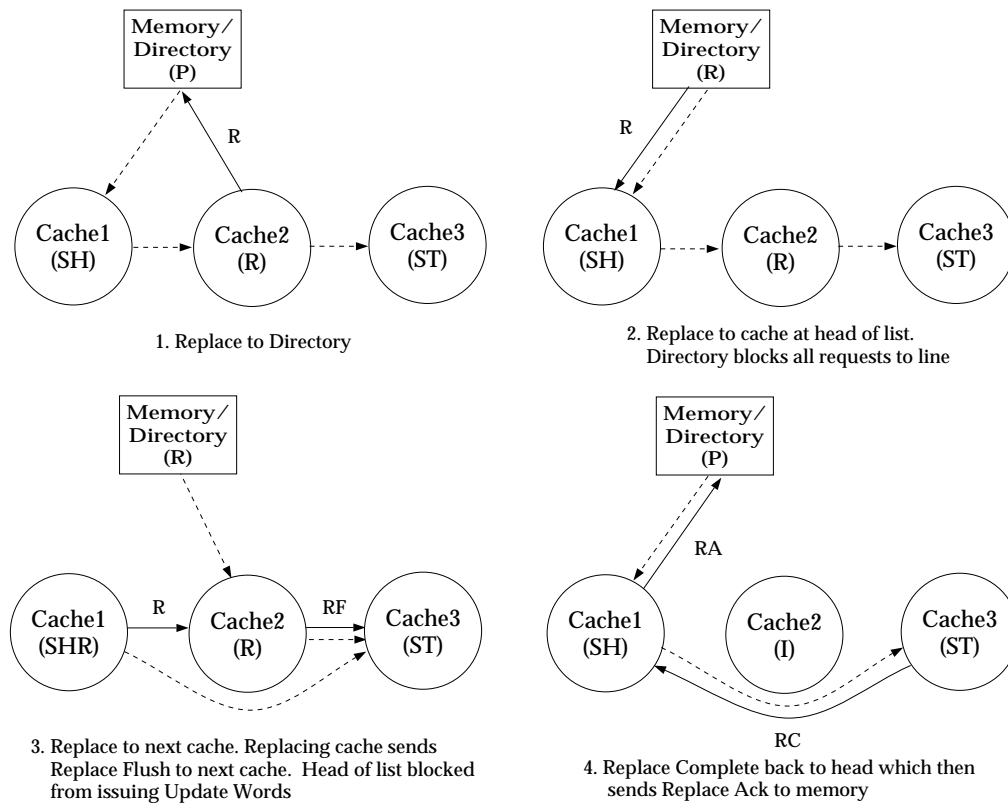 Memory/
Directory
(P)
R
Cache1
(SH)
Cache2
(R)
Cache3
(ST)
1. Replace to Directory
Memory/
Directory
(R)
R
Cache1
(SH)
Cache2
(R)
Cache3
(ST)
2. Replace to cache at head of list.
Directory blocks all requests to line
Memory/
Directory
(R)
Cache1
(SHR)
R
Cache2
(R)
RF
Cache3
(ST)
3. Replace to next cache. Replacing cache sends
Replace Flush to next cache. Head of list blocked
from issuing Update Words
Memory/
Directory
(P)
RA
Cache1
(SH)
Cache2
(I)
Cache3
(ST)
RC
4. Replace Complete back to head which then
sends Replace Ack to memory